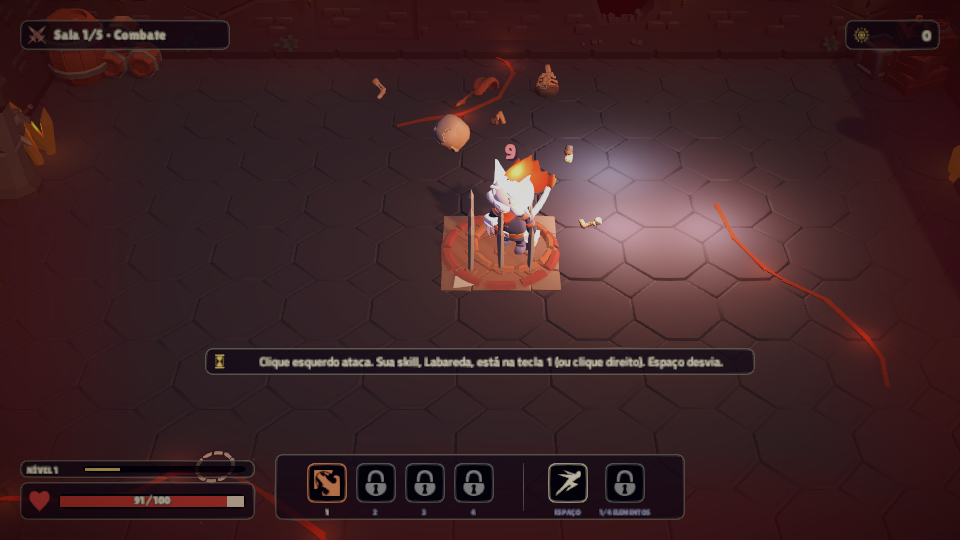 Sala 1/5 - Combate
0
9
Clique esquerdo ataca. Sua skill, Labareda, está na tecla 1 (ou clique direito). Espaço desvia.
NÍVEL 1
91/100
1
2
3
4
ESPAÇO
1/4 ELEMENTOS